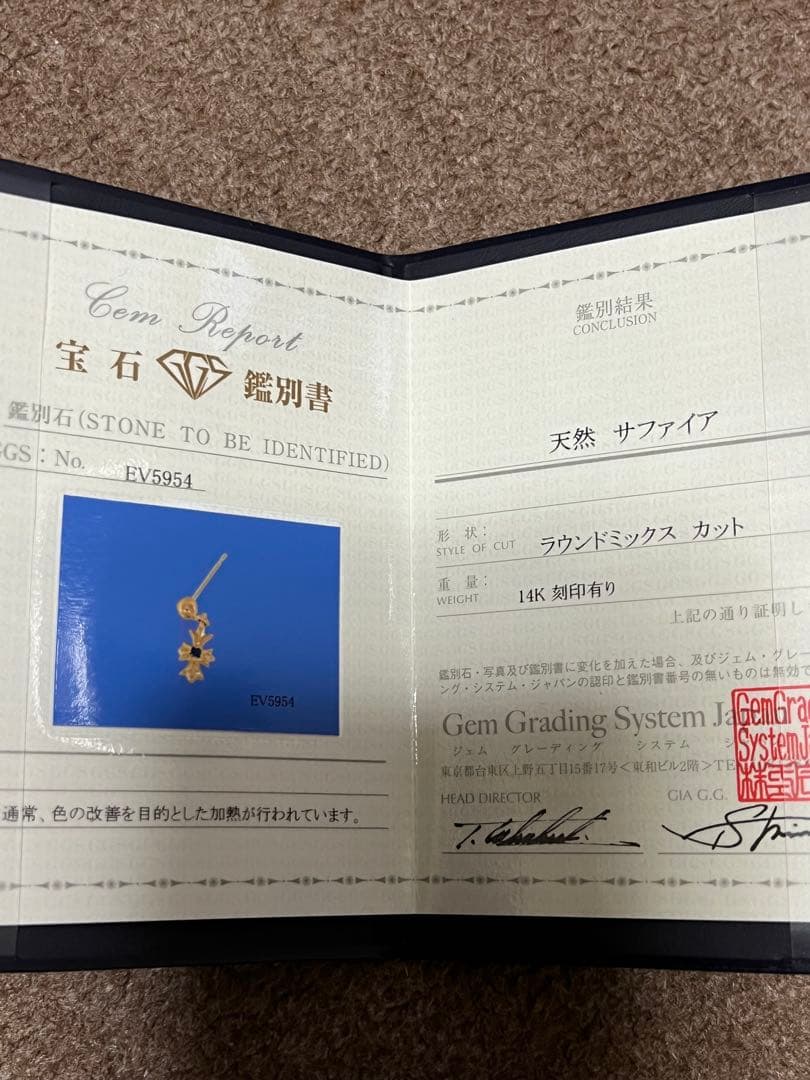 Gem Report
宝石 GGS 鑑別書
鑑別石(STONE TO BE IDENTIFIED)
GGS : No. EV5954
EV5954
通常、色の改善を目的とした加熱が行われています。
鑑別結果
CONCLUSION
天然 サファイア
形 状:
STYLE OF CUT
ラウンドミックス カット
重 量:
WEIGHT
14K 刻印有り
上記の通り証明し
鑑別石・写真及び鑑別書に変化を加えた場合、及びジェム・グレー
ング・システム・ジャパンの認印と鑑別書番号の無いものは無効で
Gem Grading System Ja
ジェム グレーディング システム
東京都台東区上野五丁目15番17号<東和ビル2階>TE
GemGrad
SystemJa
株式
HEAD DIRECTOR
GIA G.G.